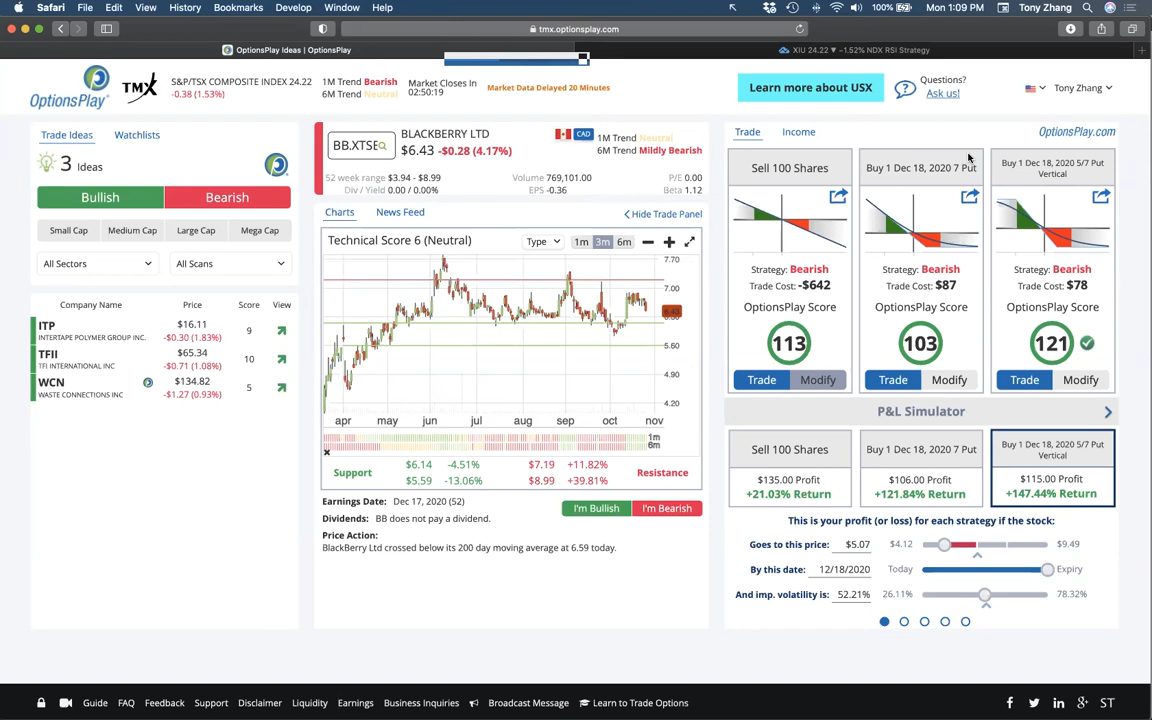 Safari File Edit View History Bookmarks Develop Window Help 100% Mon 1:09 PM Tony Zhang
tmx.optionsplay.com
OptionsPlay Ideas | OptionsPlay
XIU 24.22 ▼ −1.52% NDX RSI Strategy
OptionsPlay
TMX
S&P/TSX COMPOSITE INDEX 24.22
-0.38 (1.53%)
1M Trend Bearish
6M Trend Neutral
Market Closes In
02:50:19
Market Data Delayed 20 Minutes
Learn more about USX
Questions?
Ask us!
Tony Zhang
Trade Ideas Watchlists
3 Ideas
Bullish Bearish
Small Cap Medium Cap Large Cap Mega Cap
All Sectors All Scans
Company Name Price Score View
ITP $16.11 9
INTERTAPE POLYMER GROUP INC. -$0.30 (1.83%)
TFII $65.34 10
TFI INTERNATIONAL INC -$0.71 (1.08%)
WCN $134.82 5
WASTE CONNECTIONS INC -$1.27 (0.93%)
BB.XTSE
BLACKBERRY LTD
$6.43 -$0.28 (4.17%)
CAD
1M Trend Neutral
6M Trend Mildly Bearish
52 week range $3.94 - $8.99 Volume 769,101.00 P/E 0.00
Div / Yield 0.00 / 0.00% EPS -0.36 Beta 1.12
Charts News Feed Hide Trade Panel
Technical Score 6 (Neutral) Type 1m 3m 6m
7.70
7.00
6.43
5.60
4.90
4.20
apr may jun jul aug sep oct nov
1m
6m
Support $6.14 -4.51% $7.19 +11.82% Resistance
$5.59 -13.06% $8.99 +39.81%
Earnings Date: Dec 17, 2020 (52)
I'm Bullish I'm Bearish
Dividends: BB does not pay a dividend.
Price Action:
BlackBerry Ltd crossed below its 200 day moving average at 6.59 today.
Trade Income OptionsPlay.com
Sell 100 Shares
Strategy: Bearish
Trade Cost: -$642
OptionsPlay Score
113
Trade Modify
Buy 1 Dec 18, 2020 7 Put
Strategy: Bearish
Trade Cost: $87
OptionsPlay Score
103
Trade Modify
Buy 1 Dec 18, 2020 5/7 Put
Vertical
Strategy: Bearish
Trade Cost: $78
OptionsPlay Score
121
Trade Modify
P&L Simulator
Sell 100 Shares
$135.00 Profit
+21.03% Return
Buy 1 Dec 18, 2020 7 Put
$106.00 Profit
+121.84% Return
Buy 1 Dec 18, 2020 5/7 Put
Vertical
$115.00 Profit
+147.44% Return
This is your profit (or loss) for each strategy if the stock:
Goes to this price: $5.07 $4.12 $9.49
By this date: 12/18/2020 Today Expiry
And imp. volatility is: 52.21% 26.11% 78.32%
Guide FAQ Feedback Support Disclaimer Liquidity Earnings Business Inquiries Broadcast Message Learn to Trade Options
ST